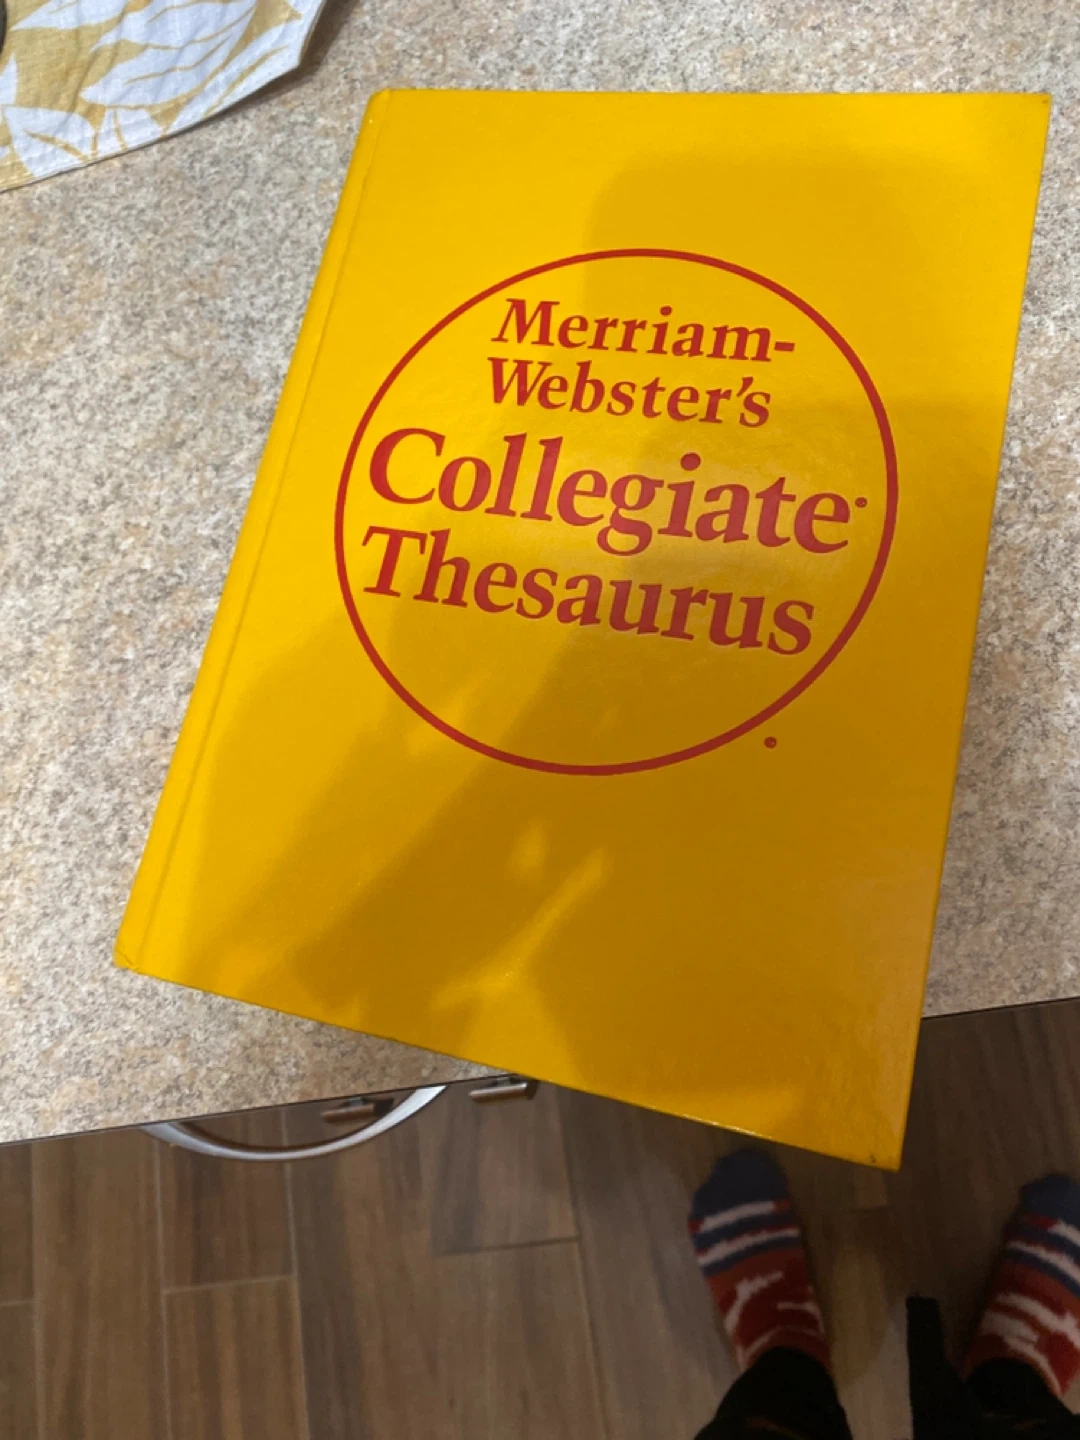 Merriam-
Webster's
Collegiate®
Thesaurus